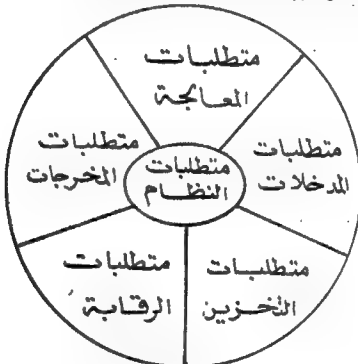 متطلبات
المعالجة
متطلبات
المدخلات
متطلبات
المخرجات
متطلبات
النظام
متطلبات
التخزين
متطلبات
الرقابة